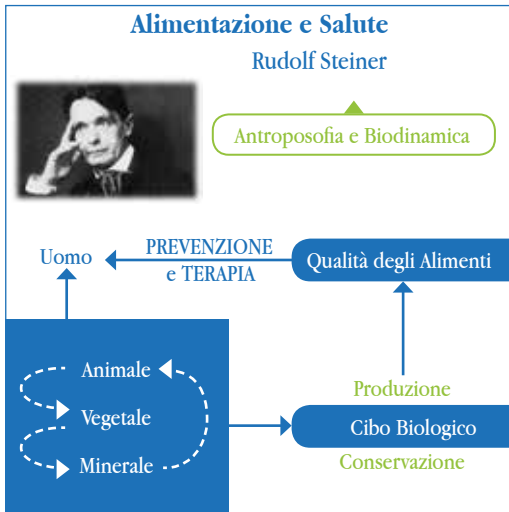 Alimentazione e Salute
Rudolf Steiner
Antroposofia e Biodinamica
Uomo
PREVENZIONE
e TERAPIA
Qualità degli Alimenti
Animale
Vegetale
Minerale
Produzione
Cibo Biologico
Conservazione